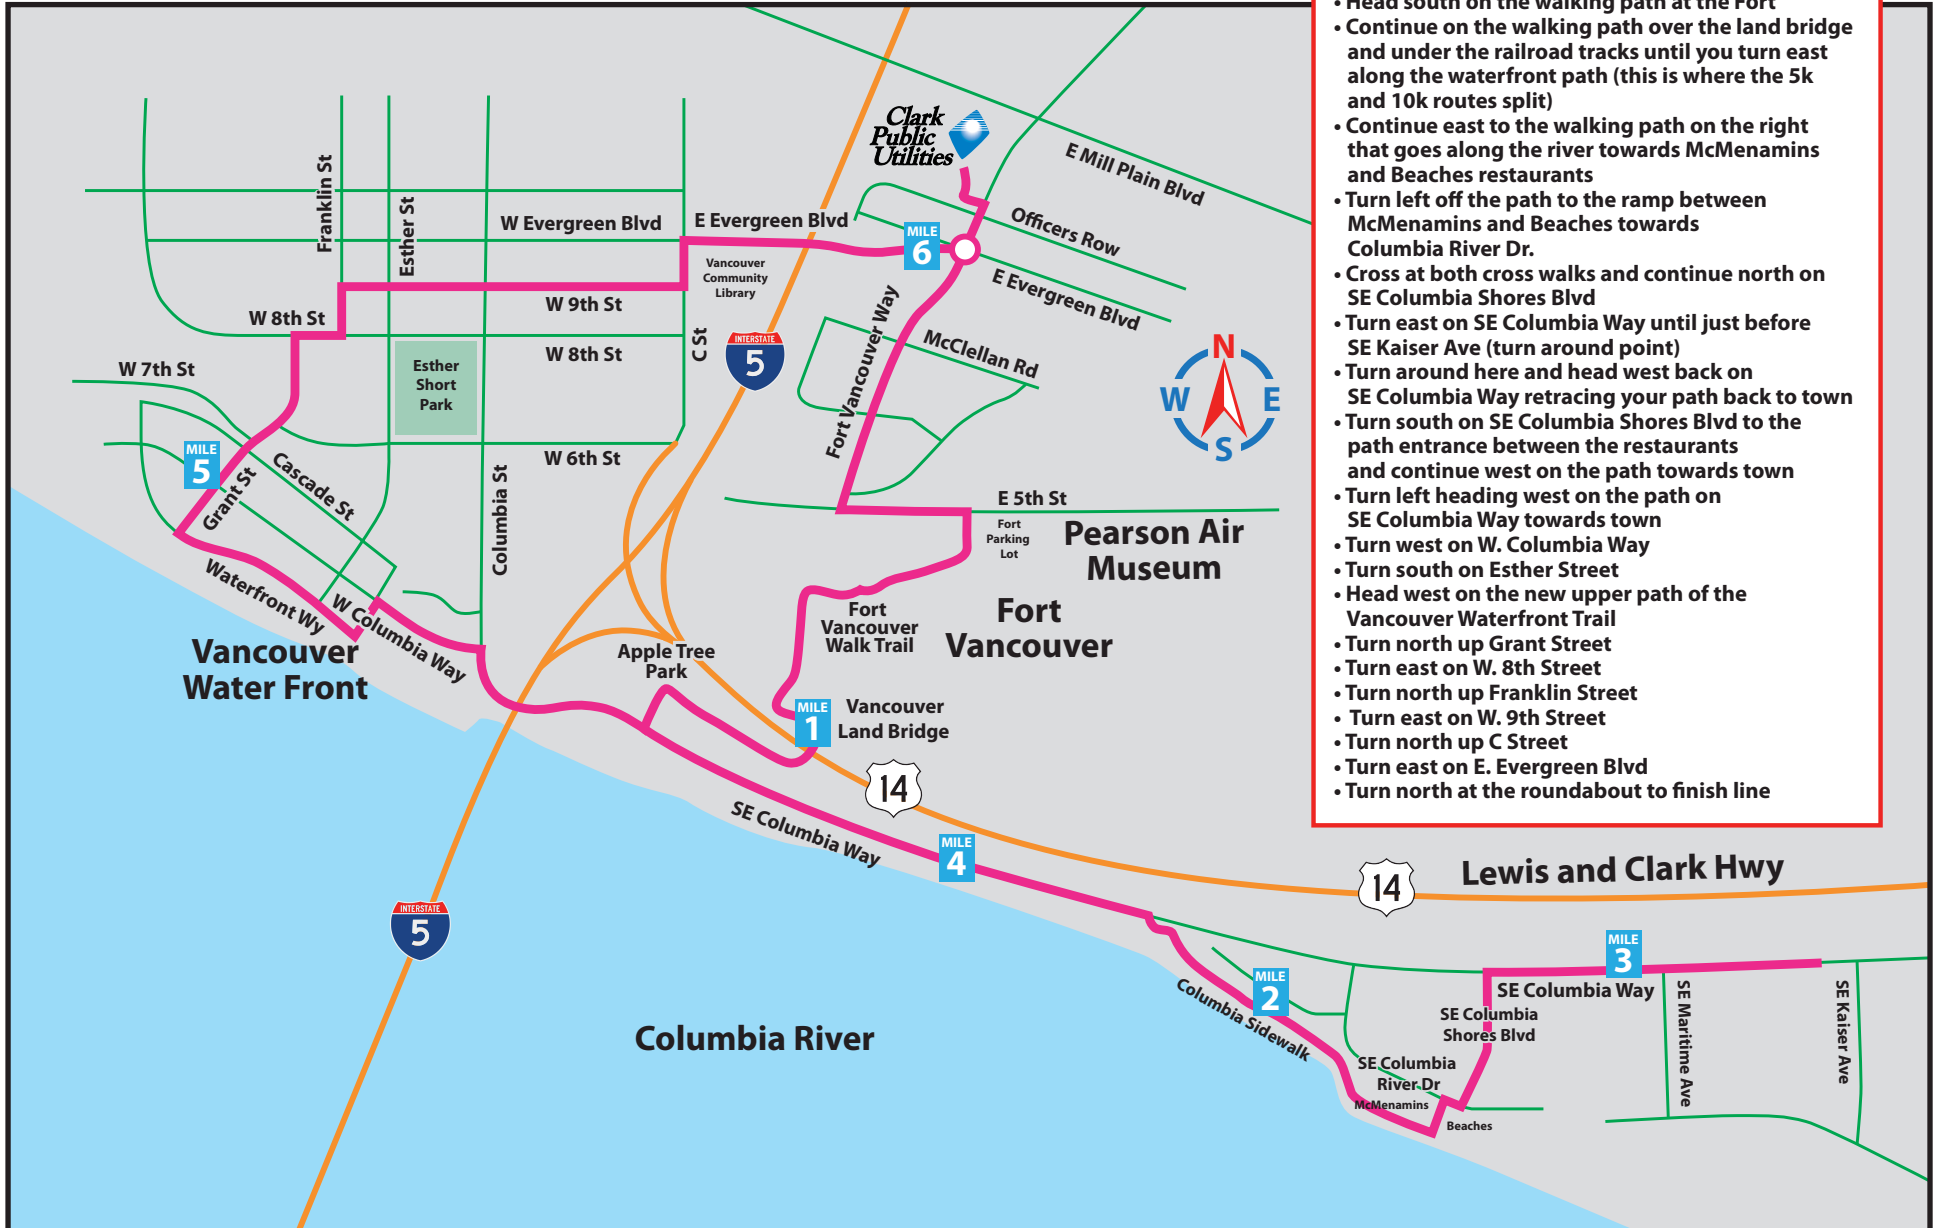 • Head south on the walking path at the Fort
• Continue on the walking path over the land bridge
and under the railroad tracks until you turn east
along the waterfront path (this is where the 5k
and 10k routes split)
• Continue east to the walking path on the right
that goes along the river towards McMenamins
and Beaches restaurants
• Turn left off the path to the ramp between
McMenamins and Beaches towards
Columbia River Dr.
• Cross at both cross walks and continue north on
SE Columbia Shores Blvd
• Turn east on SE Columbia Way until just before
SE Kaiser Ave (turn around point)
• Turn around here and head west back on
SE Columbia Way retracing your path back to town
• Turn south on SE Columbia Shores Blvd to the
path entrance between the restaurants
and continue west on the path towards town
• Turn left heading west on the path on
SE Columbia Way towards town
• Turn west on W. Columbia Way
• Turn south on Esther Street
• Head west on the new upper path of the
Vancouver Waterfront Trail
• Turn north up Grant Street
• Turn east on W. 8th Street
• Turn north up Franklin Street
• Turn east on W. 9th Street
• Turn north up C Street
• Turn east on E. Evergreen Blvd
• Turn north at the roundabout to finish line
Clark
Public
Utilities
E Mill Plain Blvd
Officers Row
E Evergreen Blvd
Franklin St
Esther St
W Evergreen Blvd
E Evergreen Blvd
MILE
6
Vancouver
Community
Library
W 9th St
W 8th St
W 8th St
C St
INTERSTATE
5
Fort Vancouver Way
McClellan Rd
N
W
E
S
W 7th St
Esther
Short
Park
MILE
5
Grant St
Cascade St
W 6th St
Columbia St
E 5th St
Fort
Parking
Lot
Pearson Air
Museum
Waterfront Wy
W Columbia Way
Fort
Vancouver
Walk Trail
Fort
Vancouver
Vancouver
Water Front
Apple Tree
Park
MILE
1
Vancouver
Land Bridge
14
SE Columbia Way
MILE
4
14
Lewis and Clark Hwy
INTERSTATE
5
MILE
3
MILE
2
Columbia Sidewalk
SE Columbia Way
SE Columbia
Shores Blvd
SE Maritime Ave
SE Kaiser Ave
Columbia River
SE Columbia
River Dr
McMenamins
Beaches